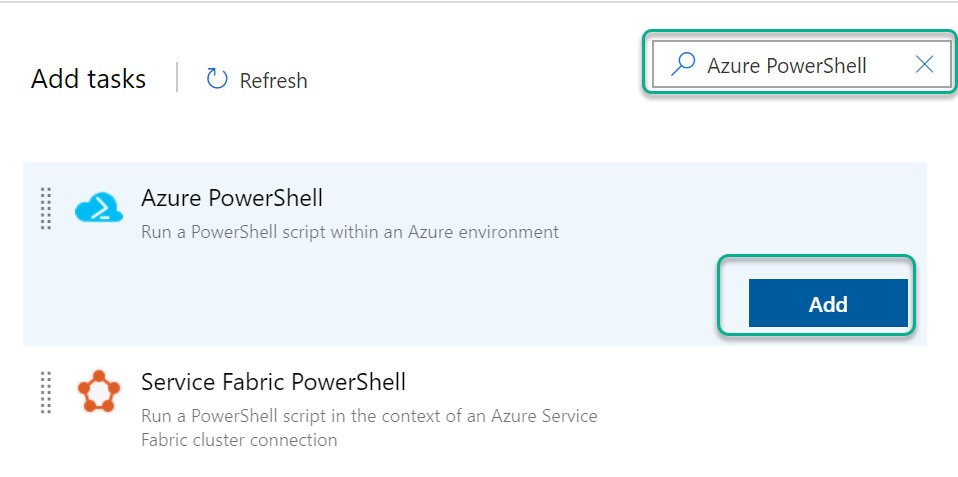 Add tasks
Refresh
Azure PowerShell
Azure PowerShell
Run a PowerShell script within an Azure environment
Add
Service Fabric PowerShell
Run a PowerShell script in the context of an Azure Service
Fabric cluster connection